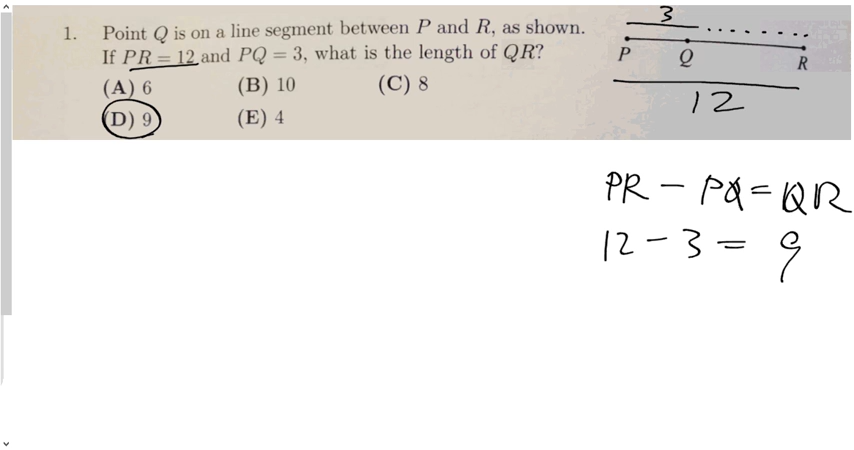 1. Point Q is on a line segment between P and R, as shown.
If PR = 12 and PQ = 3, what is the length of QR?
(A) 6 (B) 10 (C) 8
(D) 9 (E) 4
3
P Q R
12
PR - PQ = QR
12 - 3 = 9